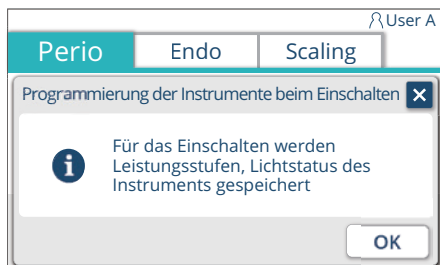 User A
Perio Endo Scaling
Programmierung der Instrumente beim Einschalten
Für das Einschalten werden
Leistungsstufen, Lichtstatus des
Instruments gespeichert
OK